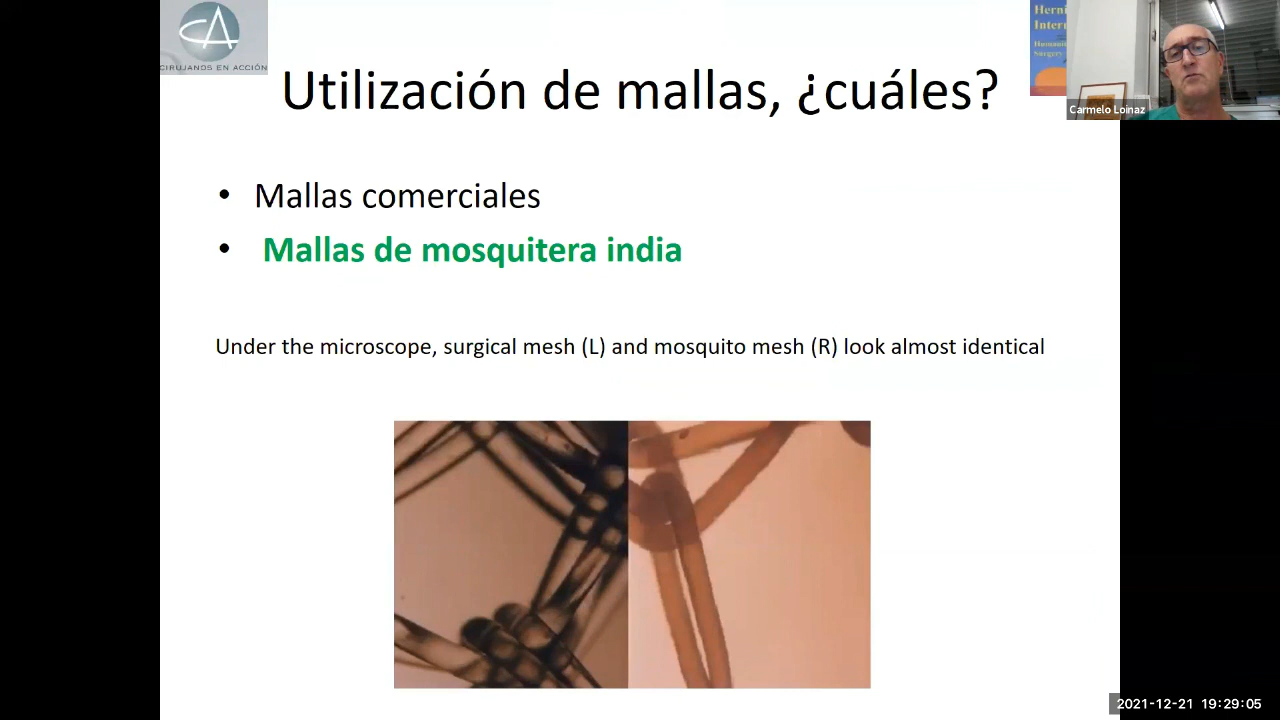 CIRUJANOS EN ACCIÓN
Utilización de mallas, ¿cuáles?
Carmelo Loinaz
• Mallas comerciales
• Mallas de mosquitera india
Under the microscope, surgical mesh (L) and mosquito mesh (R) look almost identical
2021-12-21 19:29:05